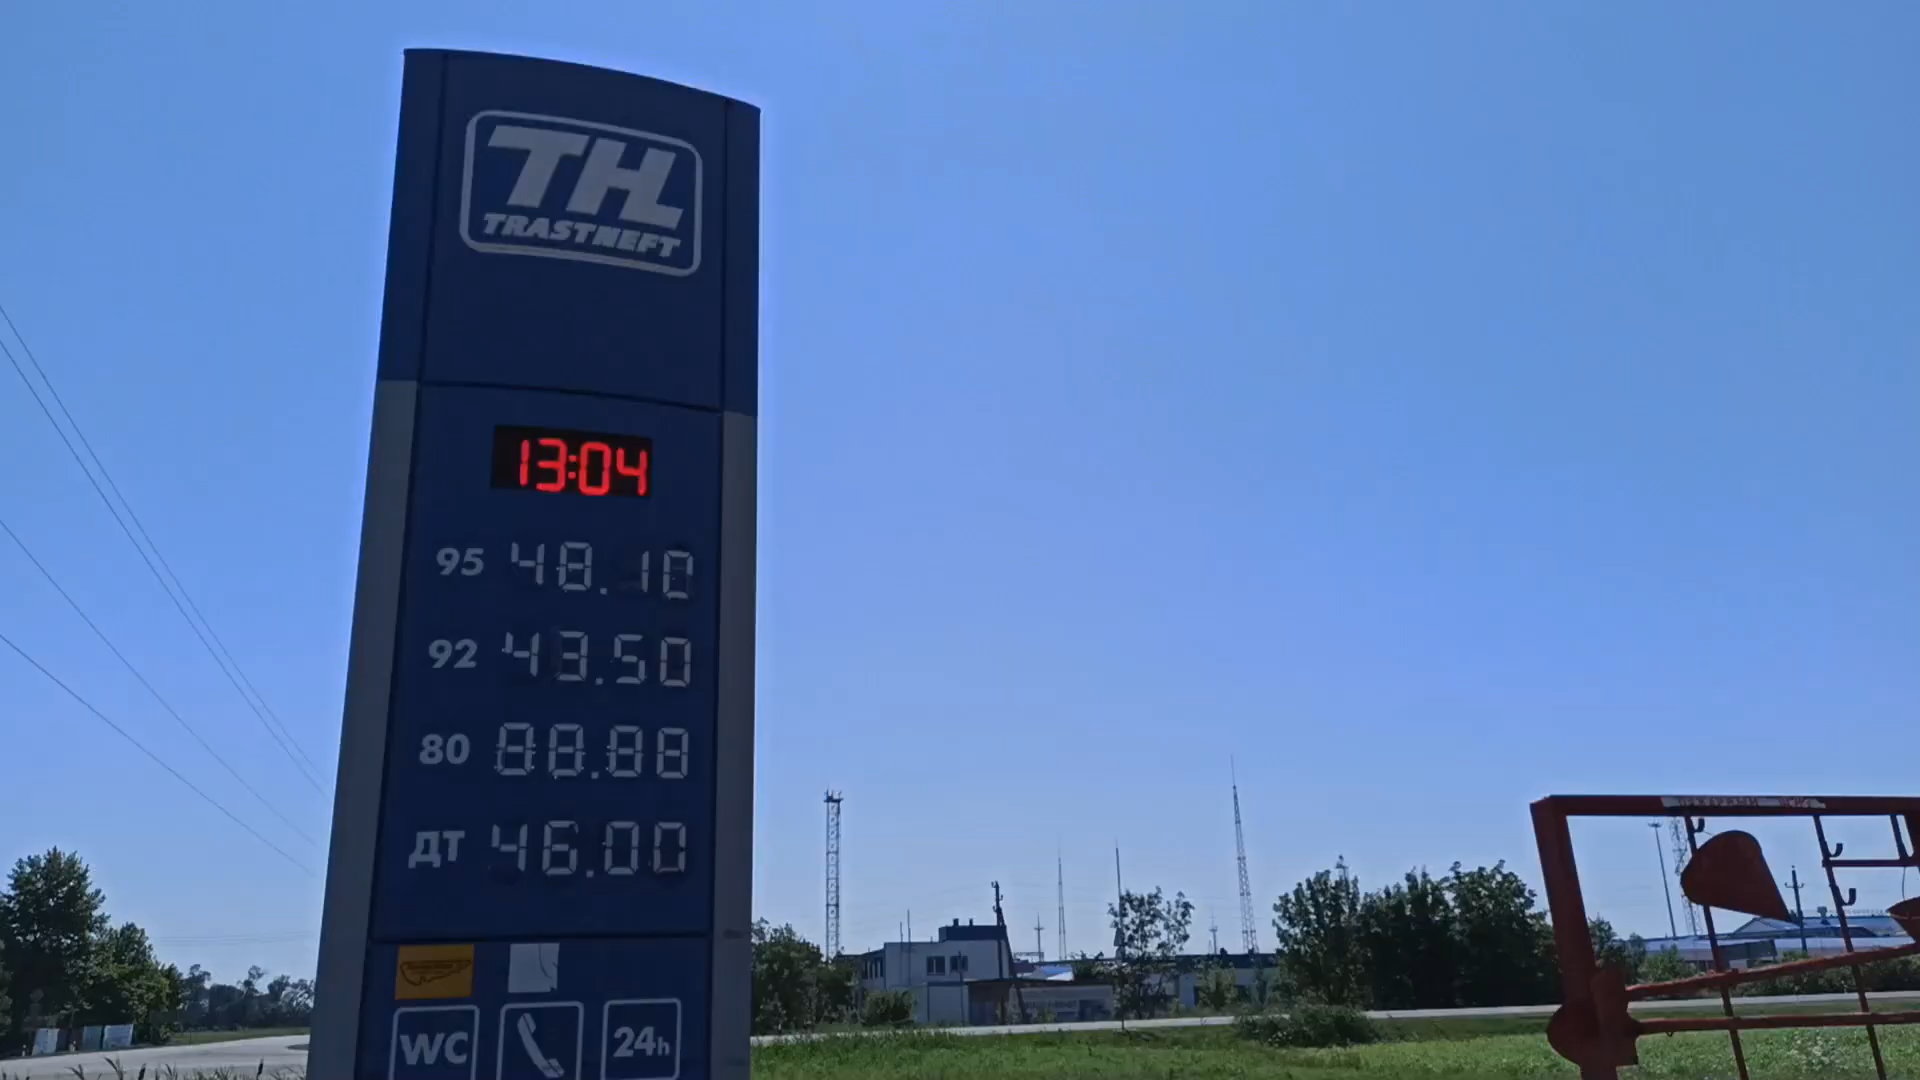 TH
TRASTNEFT
13:04
95 48.10
92 43.50
80 88.88
ДТ 46.00
WC
24h